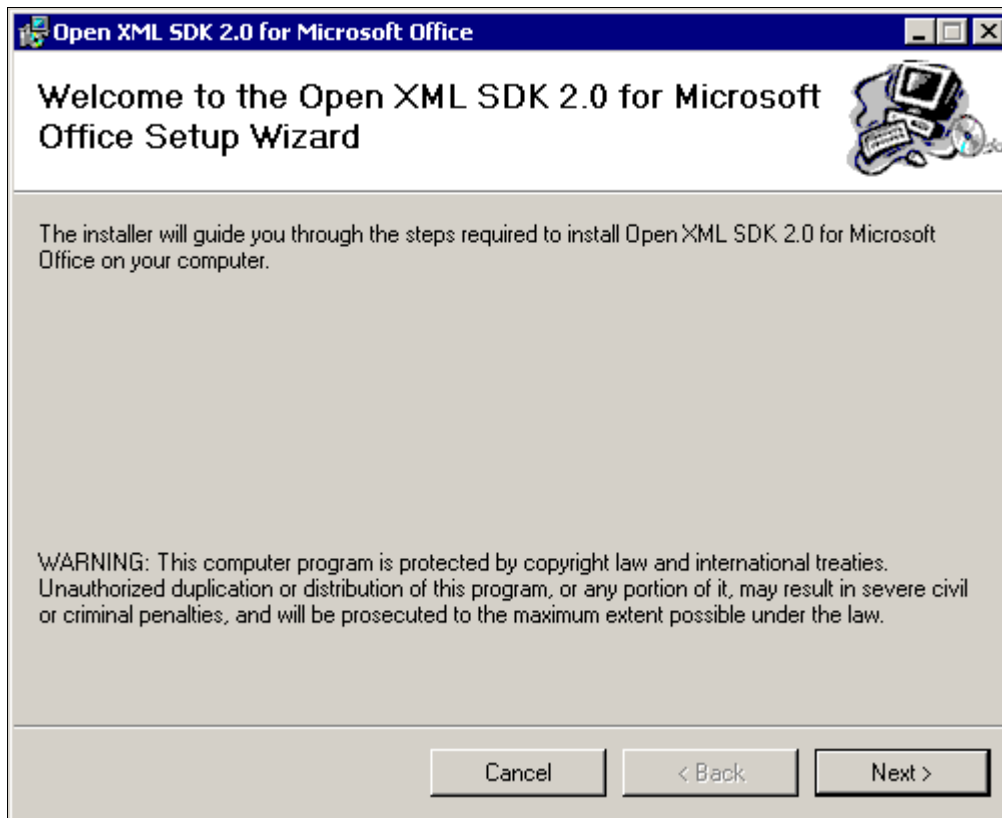 Open XML SDK 2.0 for Microsoft Office
Welcome to the Open XML SDK 2.0 for Microsoft
Office Setup Wizard
The installer will guide you through the steps required to install Open XML SDK 2.0 for Microsoft
Office on your computer.
WARNING: This computer program is protected by copyright law and international treaties.
Unauthorized duplication or distribution of this program, or any portion of it, may result in severe civil
or criminal penalties, and will be prosecuted to the maximum extent possible under the law.
Cancel < Back Next >